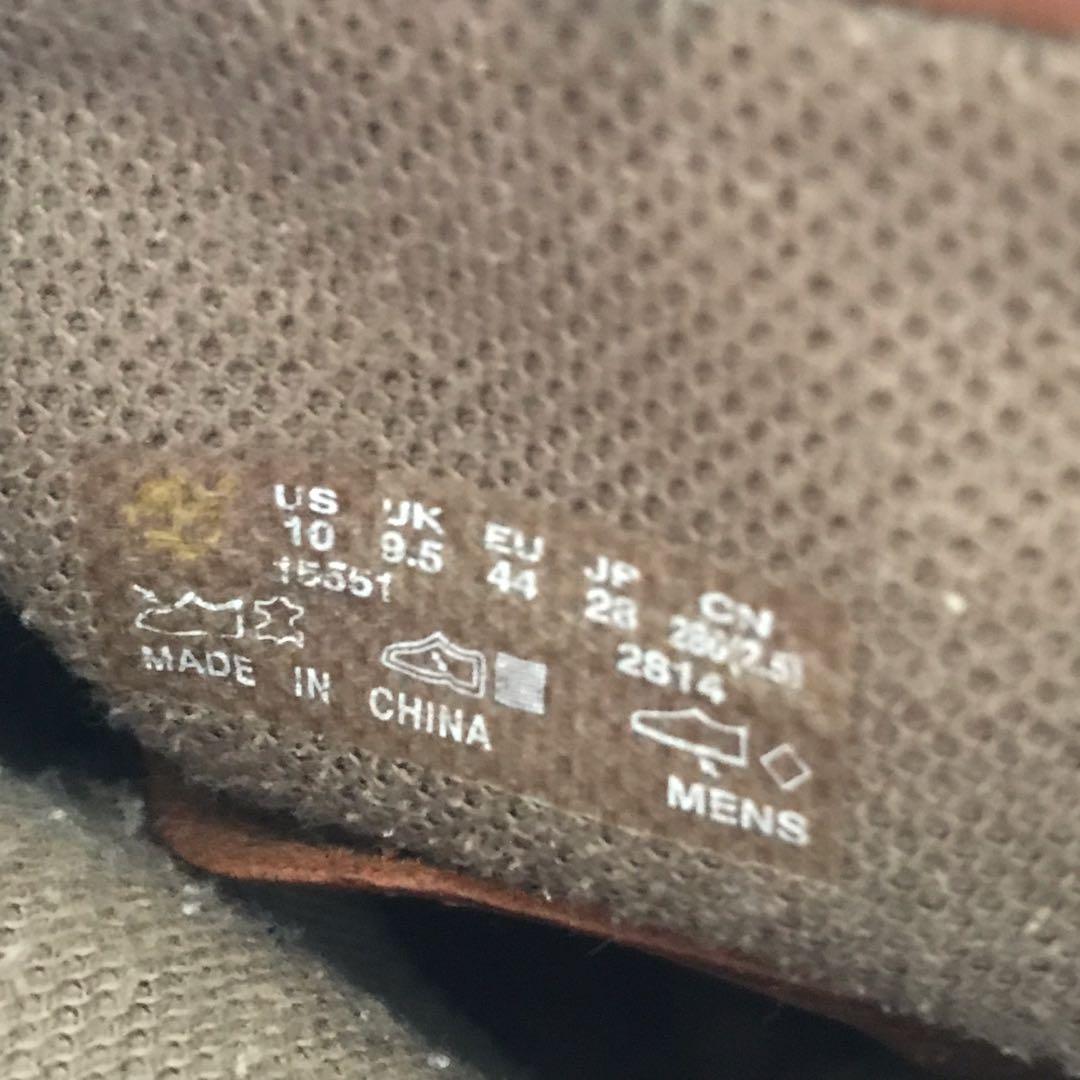 US UK EU JP CN
10 9.5 44 28 280(2.5)
15351 2814
MADE IN CHINA MENS